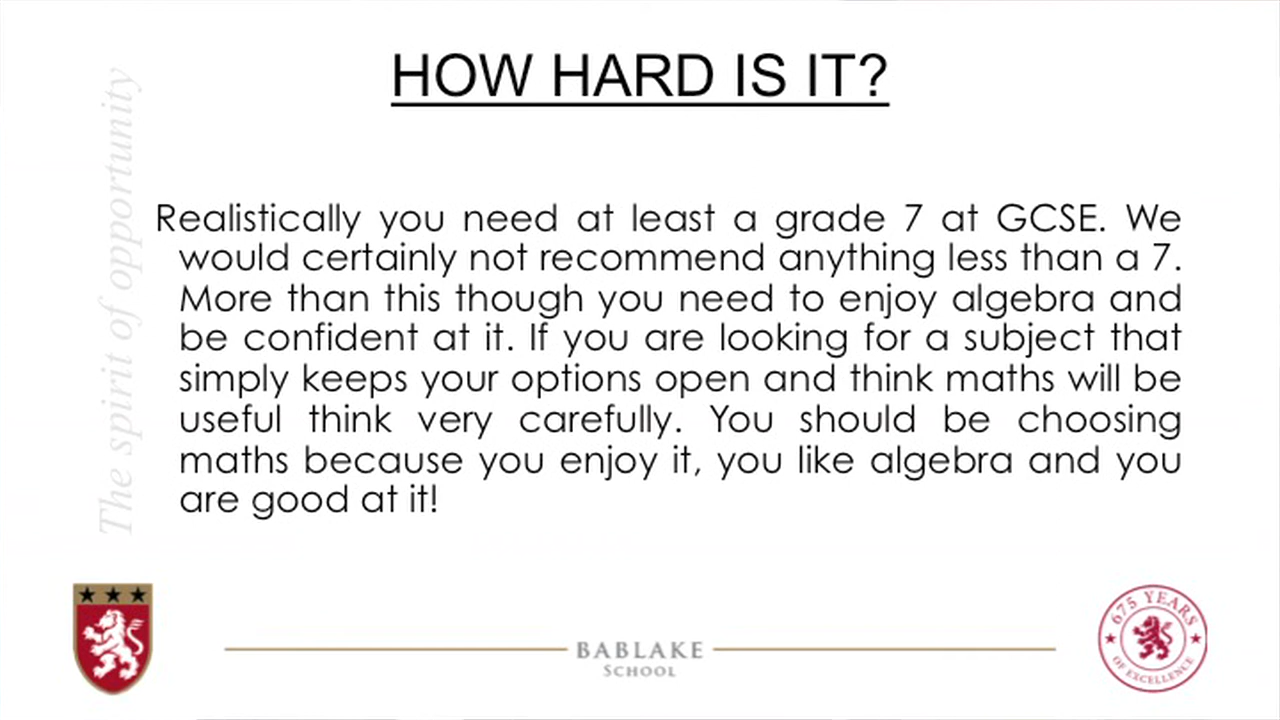 HOW HARD IS IT?
The spirit of opportunity
Realistically you need at least a grade 7 at GCSE. We
would certainly not recommend anything less than a 7.
More than this though you need to enjoy algebra and
be confident at it. If you are looking for a subject that
simply keeps your options open and think maths will be
useful think very carefully. You should be choosing
maths because you enjoy it, you like algebra and you
are good at it!
BABLAKE
SCHOOL
675 YEARS
OF EXCELLENCE